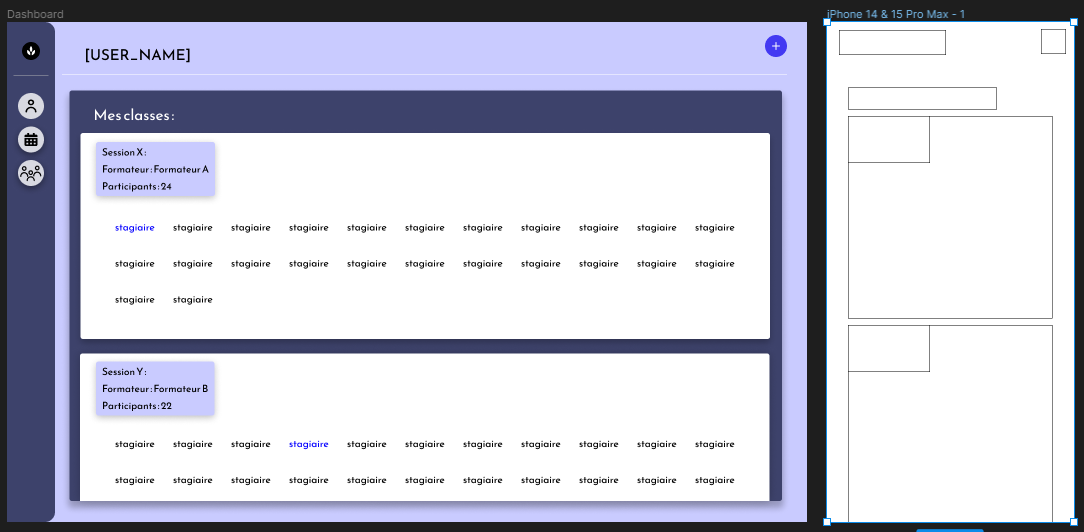 Dashboard
iPhone 14 & 15 Pro Max - 1
[USER_NAME]
+
Mes classes :
Session X :
Formateur : Formateur A
Participants : 24
stagiaire stagiaire stagiaire stagiaire stagiaire stagiaire stagiaire stagiaire stagiaire stagiaire stagiaire
stagiaire stagiaire stagiaire stagiaire stagiaire stagiaire stagiaire stagiaire stagiaire stagiaire stagiaire
stagiaire stagiaire
Session Y :
Formateur : Formateur B
Participants : 22
stagiaire stagiaire stagiaire stagiaire stagiaire stagiaire stagiaire stagiaire stagiaire stagiaire stagiaire
stagiaire stagiaire stagiaire stagiaire stagiaire stagiaire stagiaire stagiaire stagiaire stagiaire stagiaire